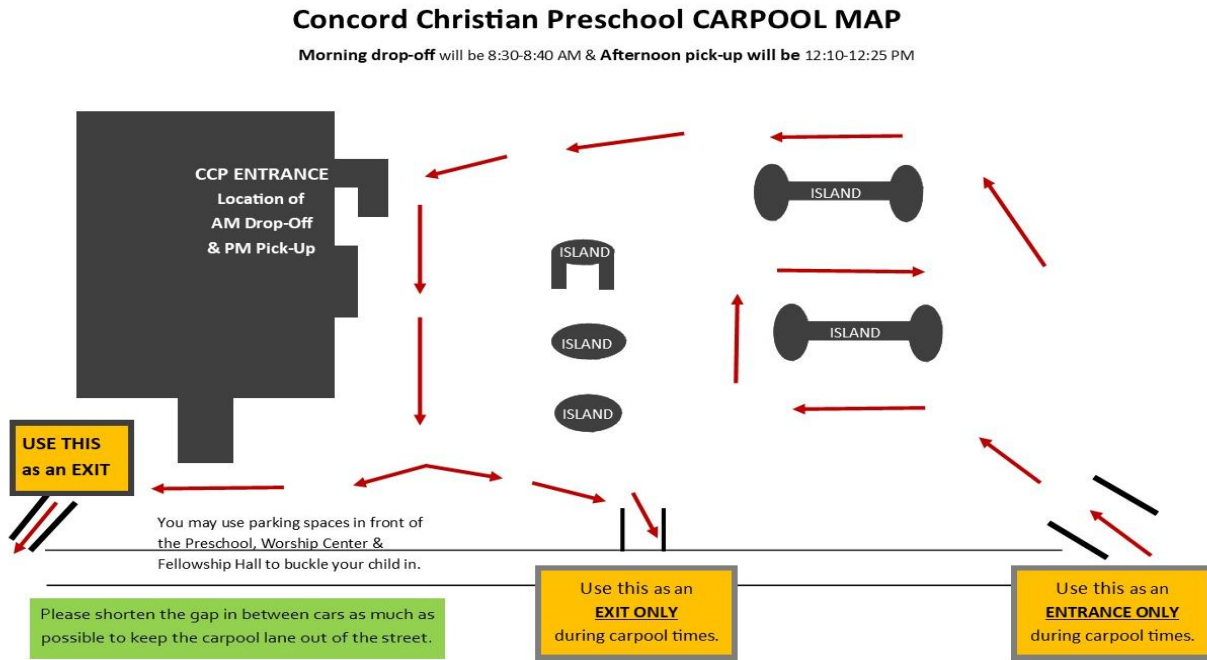 Concord Christian Preschool CARPOOL MAP
Morning drop-off will be 8:30-8:40 AM & Afternoon pick-up will be 12:10-12:25 PM
CCP ENTRANCE
Location of
AM Drop-Off
& PM Pick-Up
ISLAND
ISLAND
ISLAND
ISLAND
ISLAND
USE THIS
as an EXIT
You may use parking spaces in front of
the Preschool, Worship Center &
Fellowship Hall to buckle your child in.
Please shorten the gap in between cars as much as
possible to keep the carpool lane out of the street.
Use this as an
EXIT ONLY
during carpool times.
Use this as an
ENTRANCE ONLY
during carpool times.